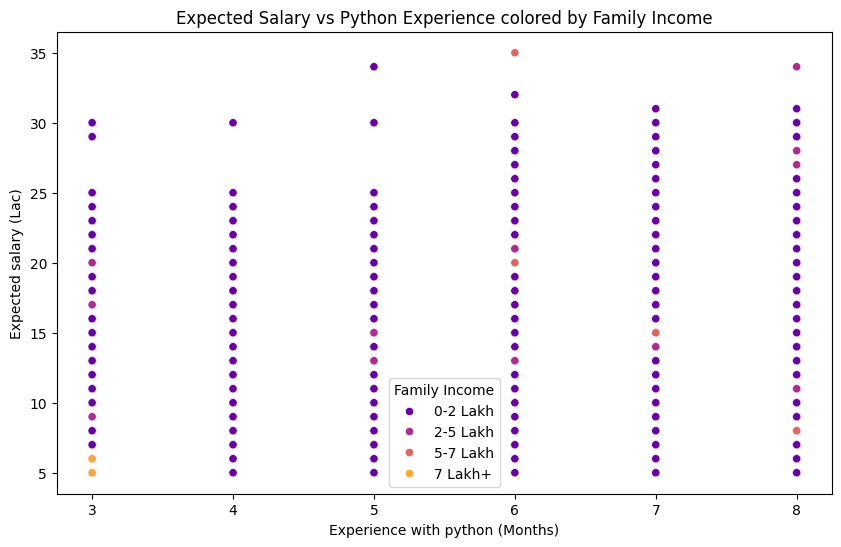 Expected Salary vs Python Experience colored by Family Income
Expected salary (Lac)
35
30
25
20
15
10
5
Family Income
0-2 Lakh
2-5 Lakh
5-7 Lakh
7 Lakh+
3 4 5 6 7 8
Experience with python (Months)